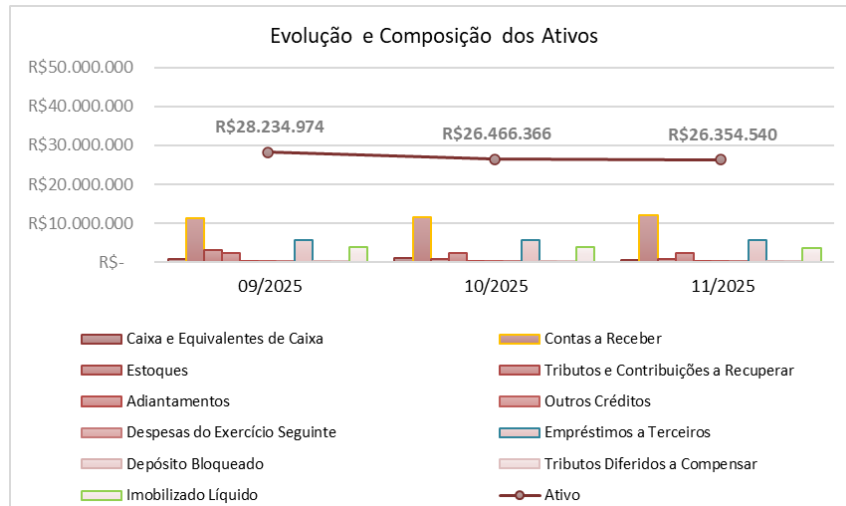 Evolução e Composição dos Ativos
R$50.000.000
R$40.000.000
R$30.000.000
R$20.000.000
R$10.000.000
R$-
R$28.234.974
R$26.466.366
R$26.354.540
09/2025
10/2025
11/2025
Caixa e Equivalentes de Caixa
Contas a Receber
Estoques
Tributos e Contribuições a Recuperar
Adiantamentos
Outros Créditos
Despesas do Exercício Seguinte
Empréstimos a Terceiros
Depósito Bloqueado
Tributos Diferidos a Compensar
Imobilizado Líquido
Ativo